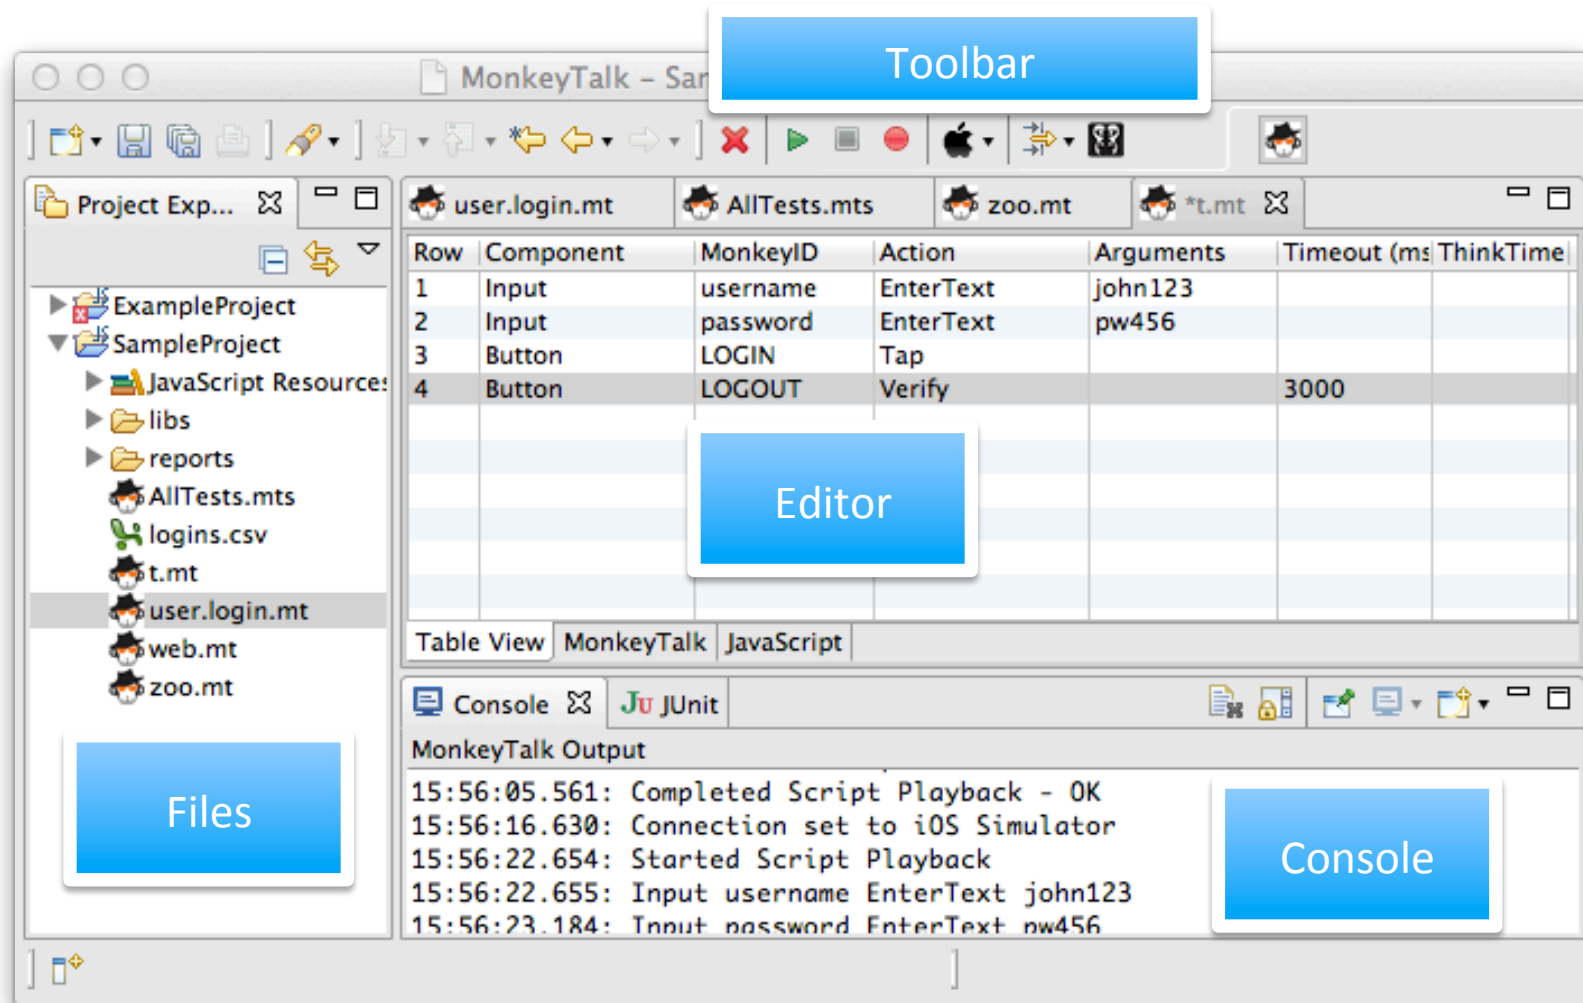 Toolbar
MonkeyTalk – Sar
Project Exp...
user.login.mt
AllTests.mts
zoo.mt
*t.mt
Row Component MonkeyID Action Arguments Timeout (ms ThinkTime
1 Input username EnterText john123
2 Input password EnterText pw456
3 Button LOGIN Tap
4 Button LOGOUT Verify 3000
ExampleProject
SampleProject
JavaScript Resources
libs
reports
AllTests.mts
logins.csv
t.mt
user.login.mt
web.mt
zoo.mt
Files
Editor
Table View MonkeyTalk JavaScript
Console Ju JUnit
MonkeyTalk Output
15:56:05.561: Completed Script Playback - OK
15:56:16.630: Connection set to iOS Simulator
15:56:22.654: Started Script Playback
15:56:22.655: Input username EnterText john123
15:56:23.184: Input password EnterText pw456
Console